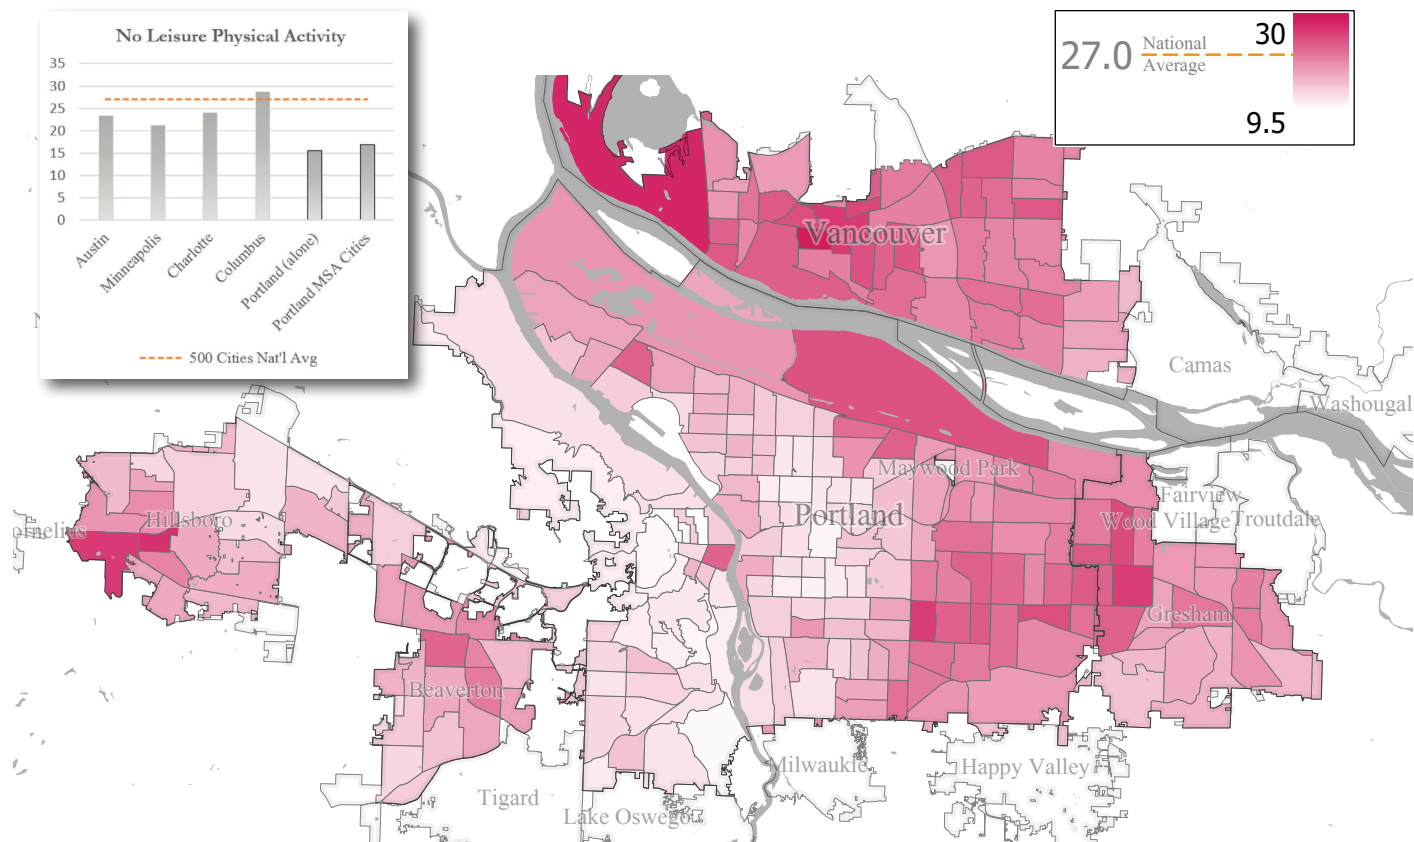 No Leisure Physical Activity
35
30
25
20
15
10
5
0
Austin
Minneapolis
Charlotte
Columbus
Portland (alone)
Portland MSA Cities
500 Cities Nat'l Avg
27.0
National
Average
30
9.5
Vancouver
Camas
Washougal
Maywood Park
Fairview
Portland
Wood Village
Troutdale
Hillsboro
ornelius
Gresham
Beaverton
Milwaukie
Happy Valley
Tigard
Lake Oswego